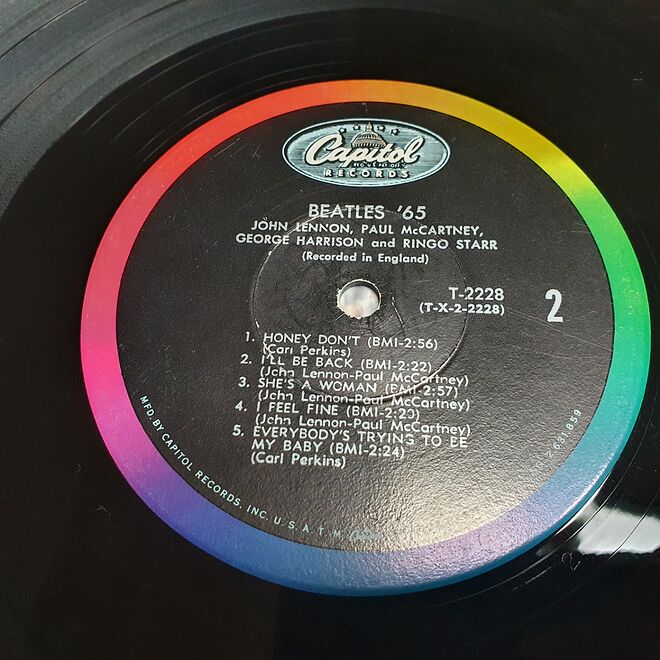 Capitol
RECORDS
BEATLES '65
JOHN LENNON, PAUL McCARTNEY,
GEORGE HARRISON and RINGO STARR
(Recorded in England)
T-2228
(T-X-2-2228)
2
1. HONEY DON'T (BMI-2:56)
(Carl Perkins)
2. I'LL BE BACK (BMI-2:22)
(John Lennon-Paul McCartney)
3. SHE'S A WOMAN (BMI-2:57)
(John Lennon-Paul McCartney)
4. I FEEL FINE (BMI-2:20)
(John Lennon-Paul McCartney)
5. EVERYBODY'S TRYING TO BE
MY BABY (BMI-2:24)
(Carl Perkins)
MFD. BY CAPITOL RECORDS, INC. U.S.A. T.M.